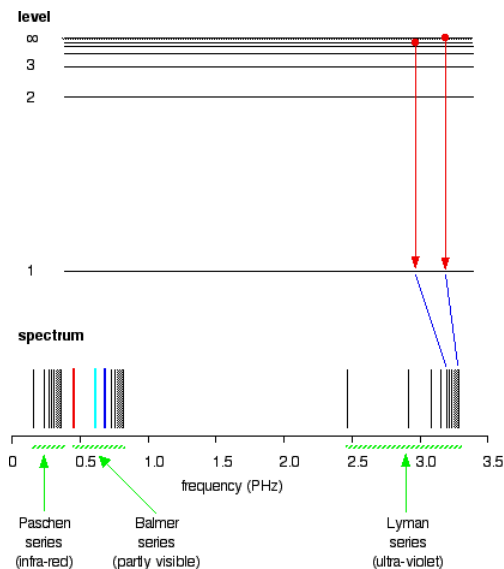 level
∞
3
2
1
spectrum
0 0.5 1.0 1.5 2.0 2.5 3.0 3.5
frequency (PHz)
Paschen
series
(infra-red)
Balmer
series
(partly visible)
Lyman
series
(ultra-violet)